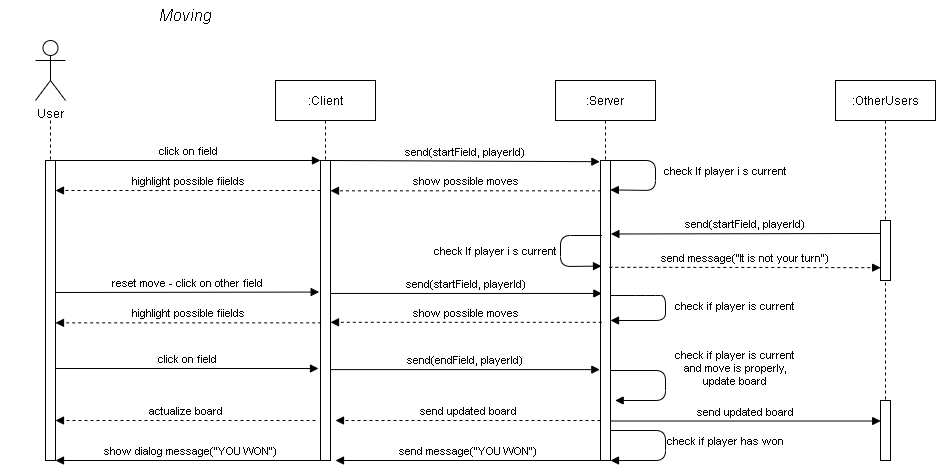 Moving
User
:Client
:Server
:OtherUsers
click on field
send(startField, playerId)
check If player i s current
highlight possible fiields
show possible moves
send(startField, playerId)
check If player i s current
send message("It is not your turn")
reset move - click on other field
send(startField, playerId)
check if player is current
highlight possible fiields
show possible moves
click on field
send(endField, playerId)
check if player is current
and move is properly,
update board
actualize board
send updated board
send updated board
show dialog message("YOU WON")
send message("YOU WON")
check if player has won